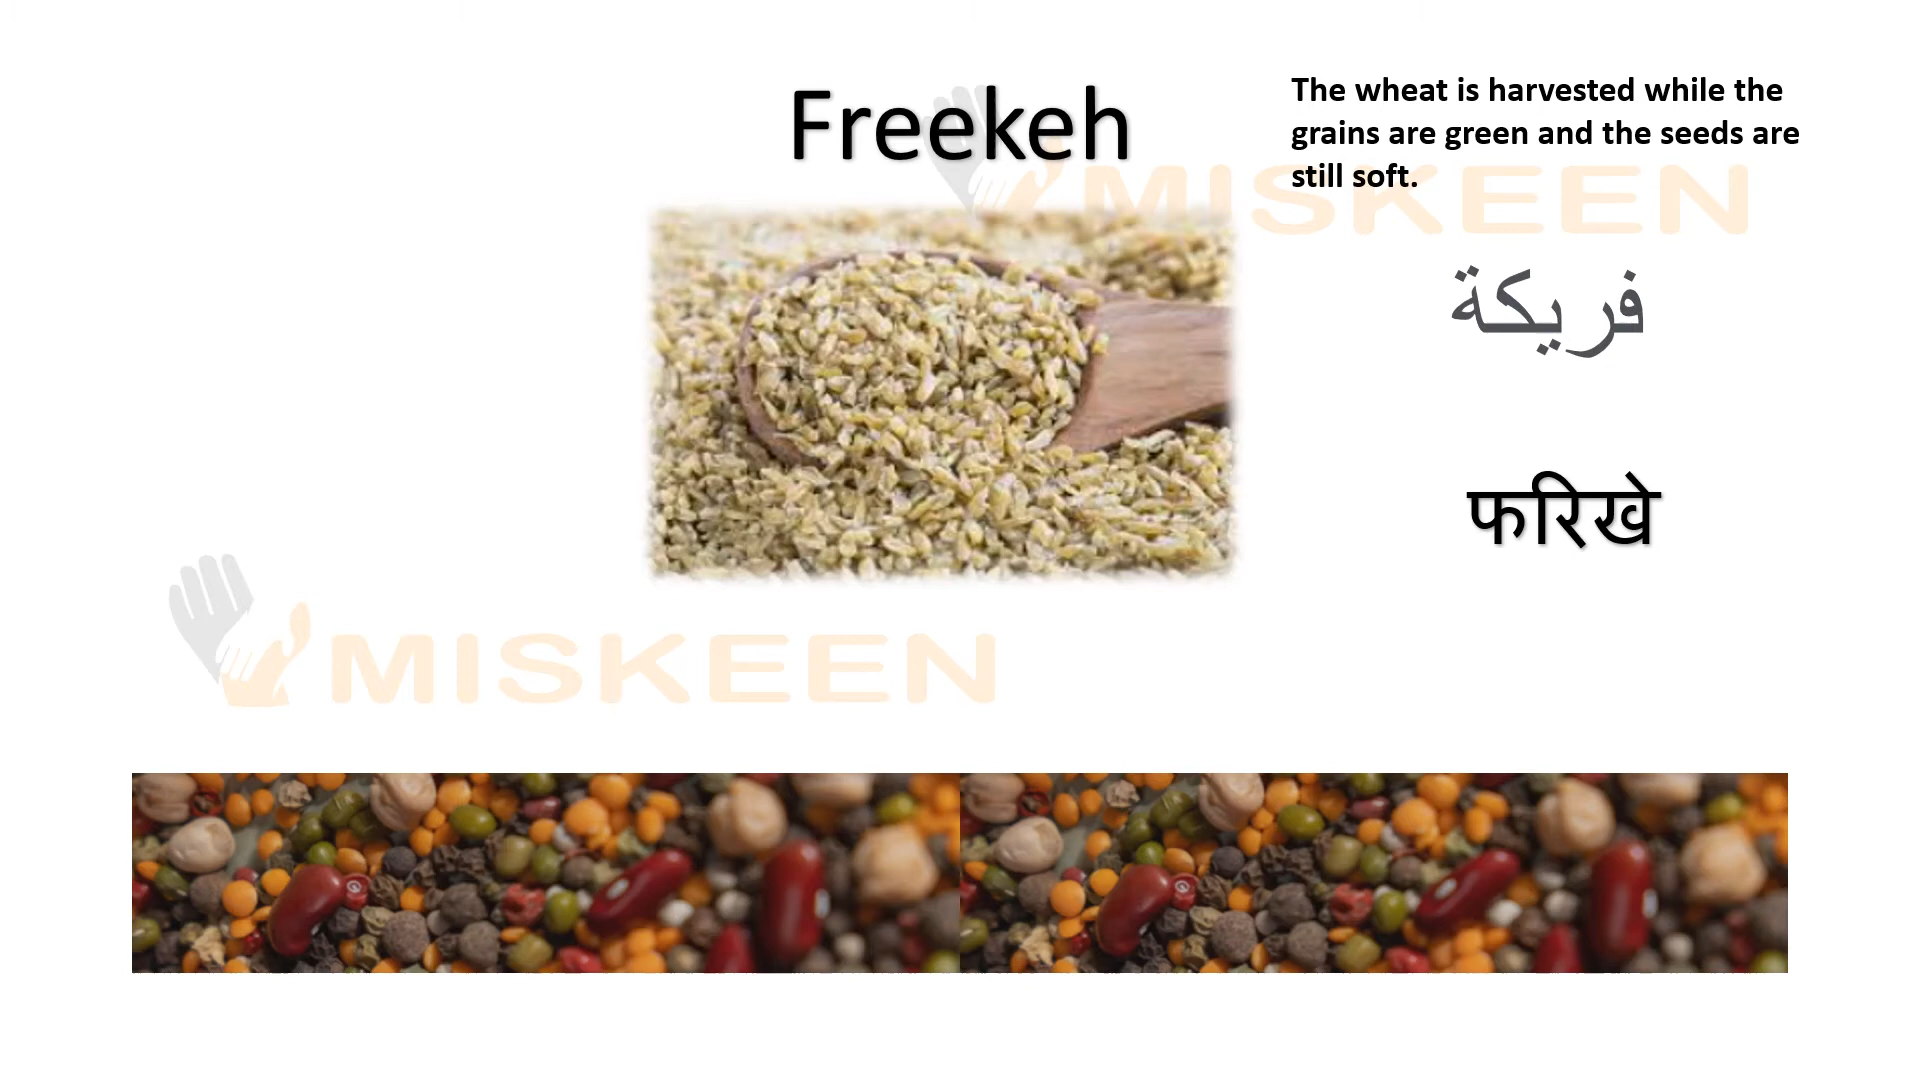 Freekeh
The wheat is harvested while the
grains are green and the seeds are
still soft.
MISKEEN
فريكة
फरिखे
MISKEEN